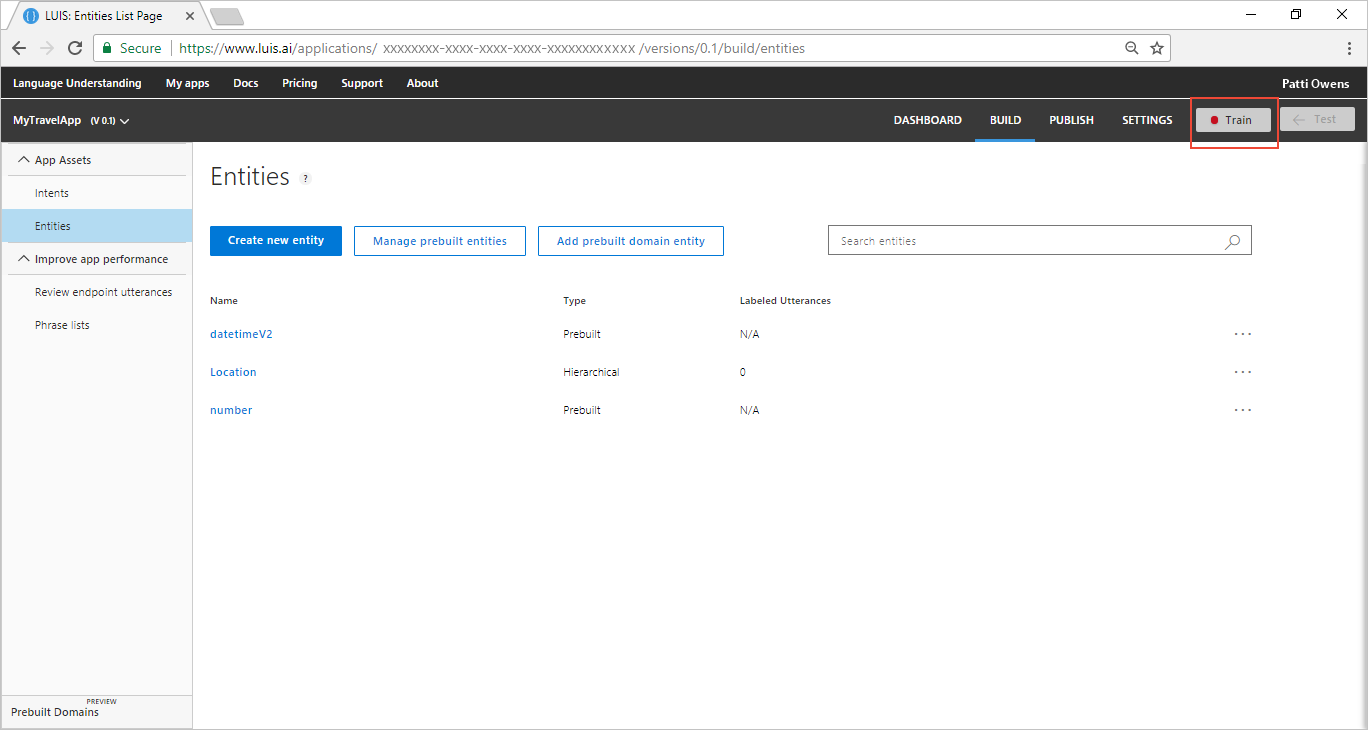 LUIS: Entities List Page
Secure https://www.luis.ai/applications/ xxxxxxxx-xxxx-xxxx-xxxx-xxxxxxxxxxxx /versions/0.1/build/entities
Language Understanding My apps Docs Pricing Support About Patti Owens
MyTravelApp (V 0.1) DASHBOARD BUILD PUBLISH SETTINGS Train Test
App Assets
Intents
Entities
Improve app performance
Review endpoint utterances
Phrase lists
PREVIEW
Prebuilt Domains
Entities ?
Create new entity Manage prebuilt entities Add prebuilt domain entity Search entities
Name Type Labeled Utterances
datetimeV2 Prebuilt N/A ...
Location Hierarchical 0 ...
number Prebuilt N/A ...